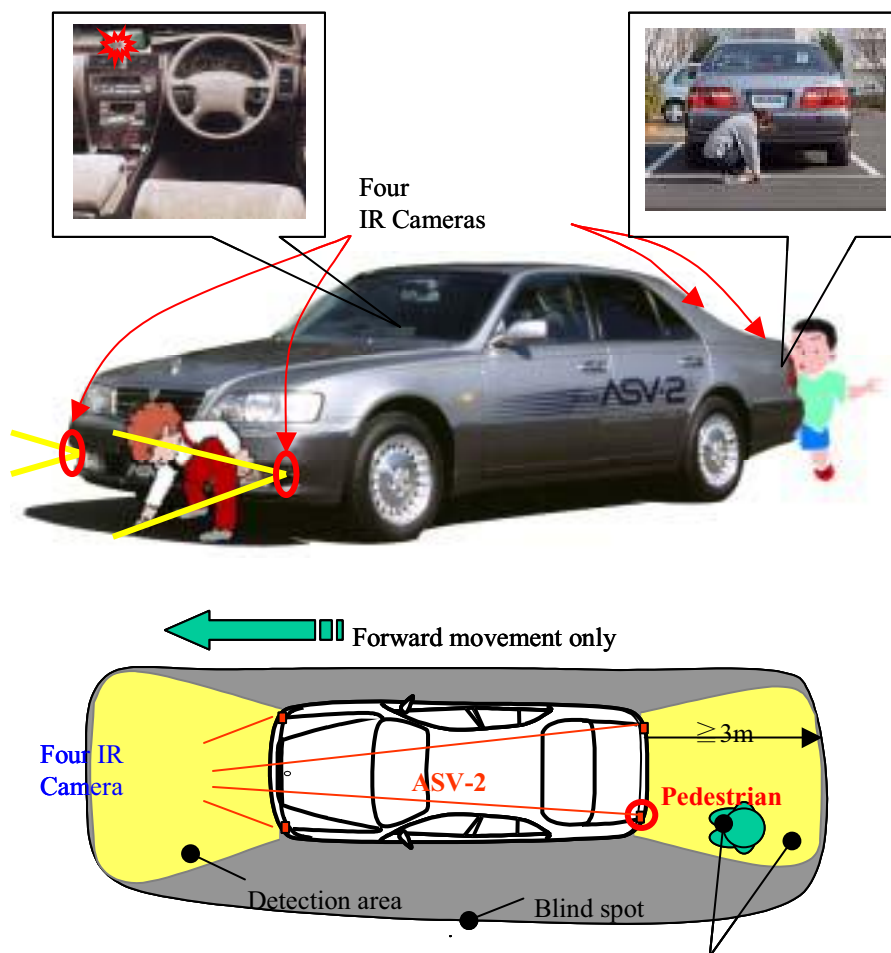 Four
IR Cameras
ASV-2
Forward movement only
Four IR
Camera
≧3m
ASV-2
Pedestrian
Detection area
Blind spot